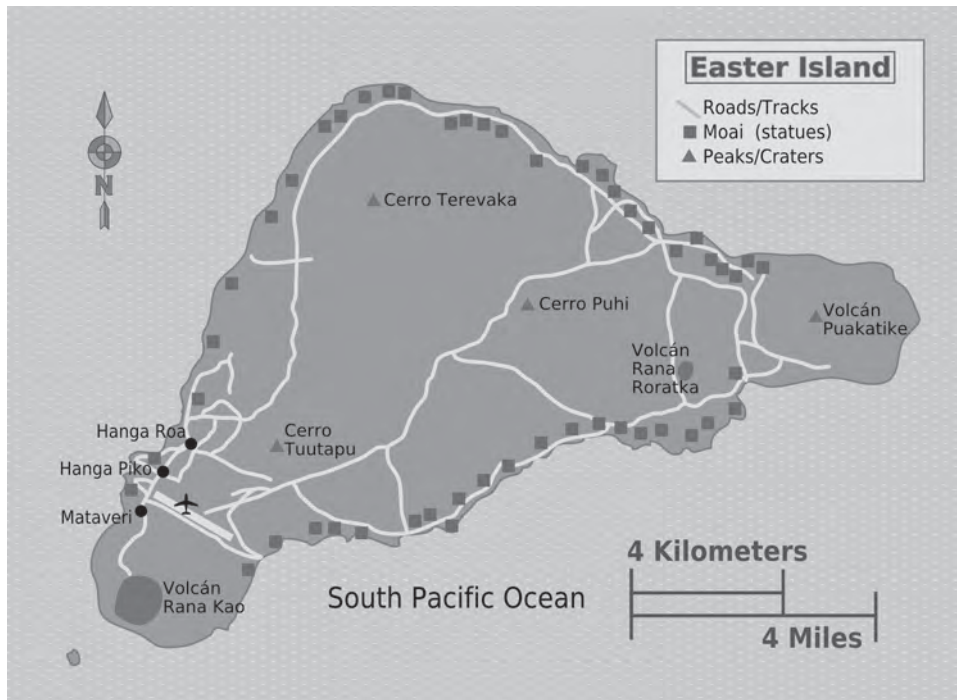 Easter Island
Roads/Tracks
Moai (statues)
Peaks/Craters
N
Cerro Terevaka
Cerro Puhi
Volcán
Puakatike
Volcán
Rana
Roratka
Hanga Roa
Cerro
Tuutapu
Hanga Piko
Mataveri
Volcán
Rana Kao
South Pacific Ocean
4 Kilometers
4 Miles